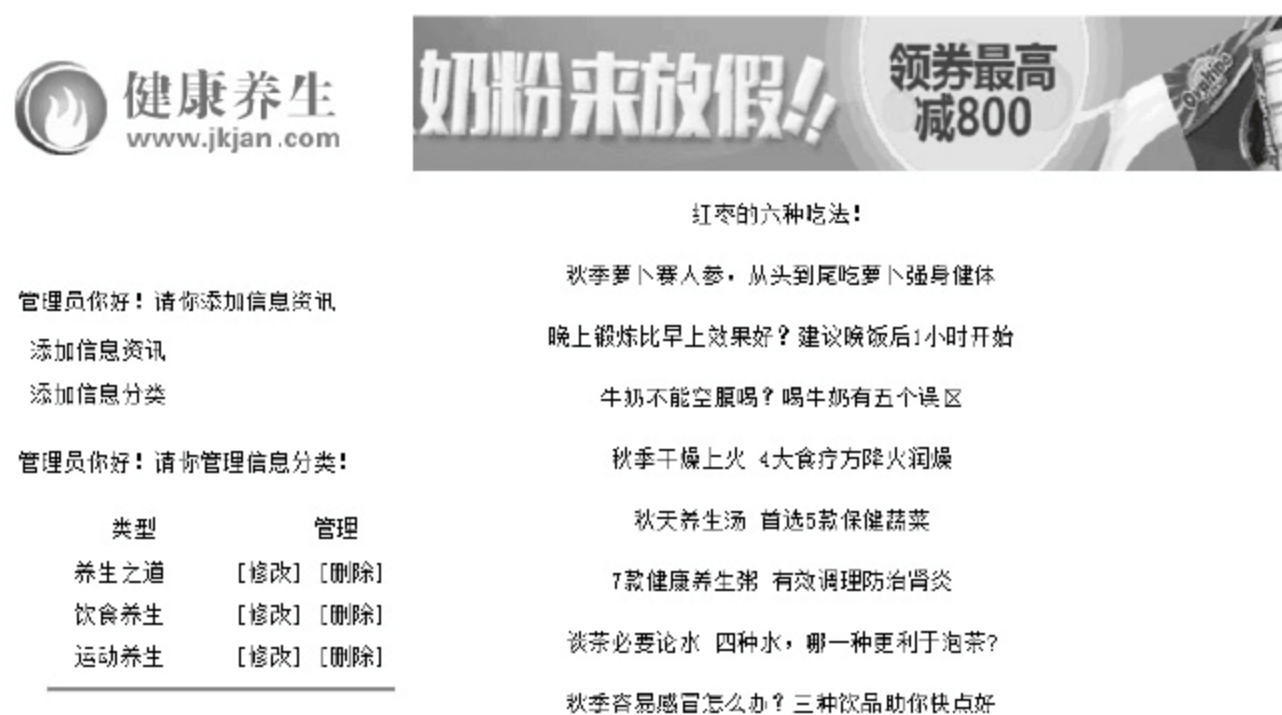 健康养生
www.jkjan.com
奶粉来放假!!
领券最高
减800
管理员你好!请你添加信息资讯
添加信息资讯
添加信息分类
管理员你好!请你管理信息分类!
类型 管理
养生之道 [修改] [删除]
饮食养生 [修改] [删除]
运动养生 [修改] [删除]
红枣的六种吃法!
秋季萝卜赛人参,从头到尾吃萝卜强身健体
晚上锻炼比早上效果好?建议晚饭后1小时开始
牛奶不能空腹喝?喝牛奶有五个误区
秋季干燥上火 4大食疗方降火润燥
秋天养生汤 首选5款保健蔬菜
7款健康养生粥 有效调理防治肾炎
谈茶必要论水 四种水,哪一种更利于泡茶?
秋季容易感冒怎么办?三种饮品助你快点好